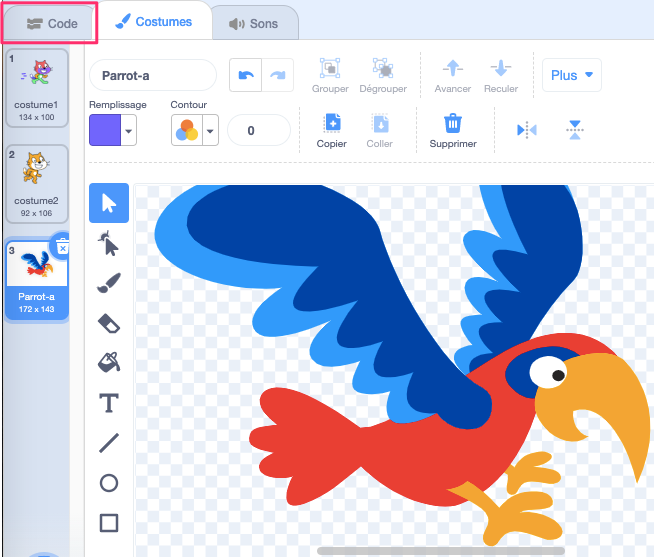 Code
Costumes
Sons
1
costume1
134 x 100
2
costume2
92 x 106
3
Parrot-a
172 x 143
Parrot-a
Grouper
Dégrouper
Avancer
Reculer
Plus
Remplissage
Contour
0
Copier
Coller
Supprimer
T